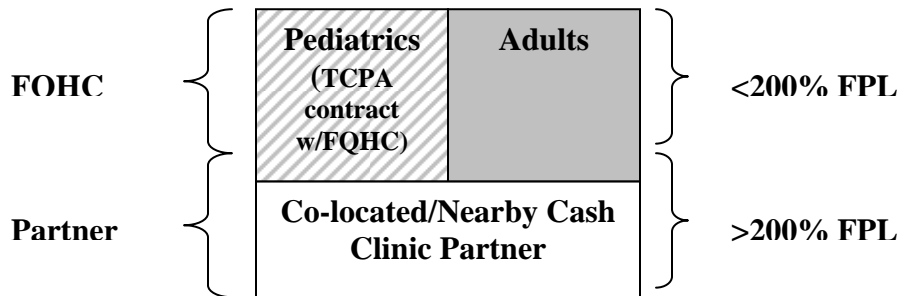 Pediatrics
(TCPA
contract
w/FQHC)
Adults
FQHC
<200% FPL
Co-located/Nearby Cash
Clinic Partner
Partner
>200% FPL